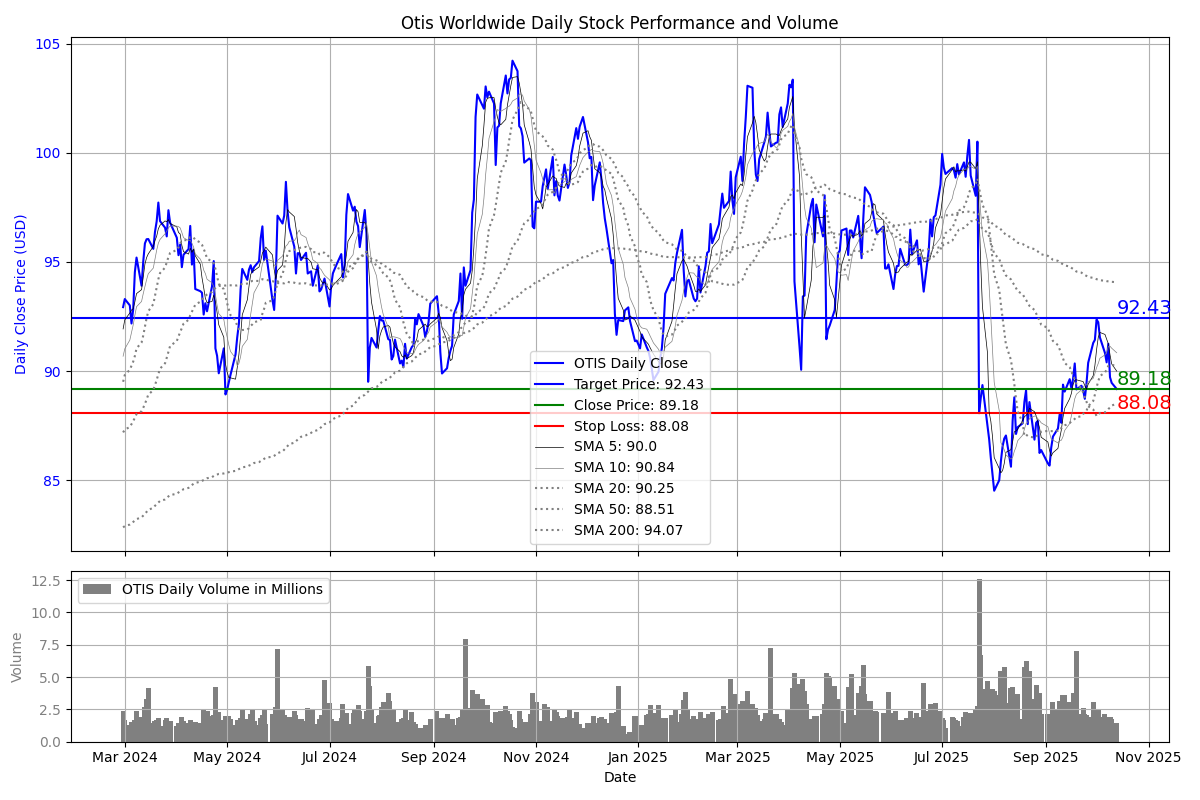 Otis Worldwide Daily Stock Performance and Volume
Daily Close Price (USD)
105
100
95
90
85
92.43
89.18
88.08
OTIS Daily Close
Target Price: 92.43
Close Price: 89.18
Stop Loss: 88.08
SMA 5: 90.0
SMA 10: 90.84
SMA 20: 90.25
SMA 50: 88.51
SMA 200: 94.07
Volume
12.5
10.0
7.5
5.0
2.5
0.0
OTIS Daily Volume in Millions
Mar 2024
May 2024
Jul 2024
Sep 2024
Nov 2024
Jan 2025
Mar 2025
May 2025
Jul 2025
Sep 2025
Nov 2025
Date